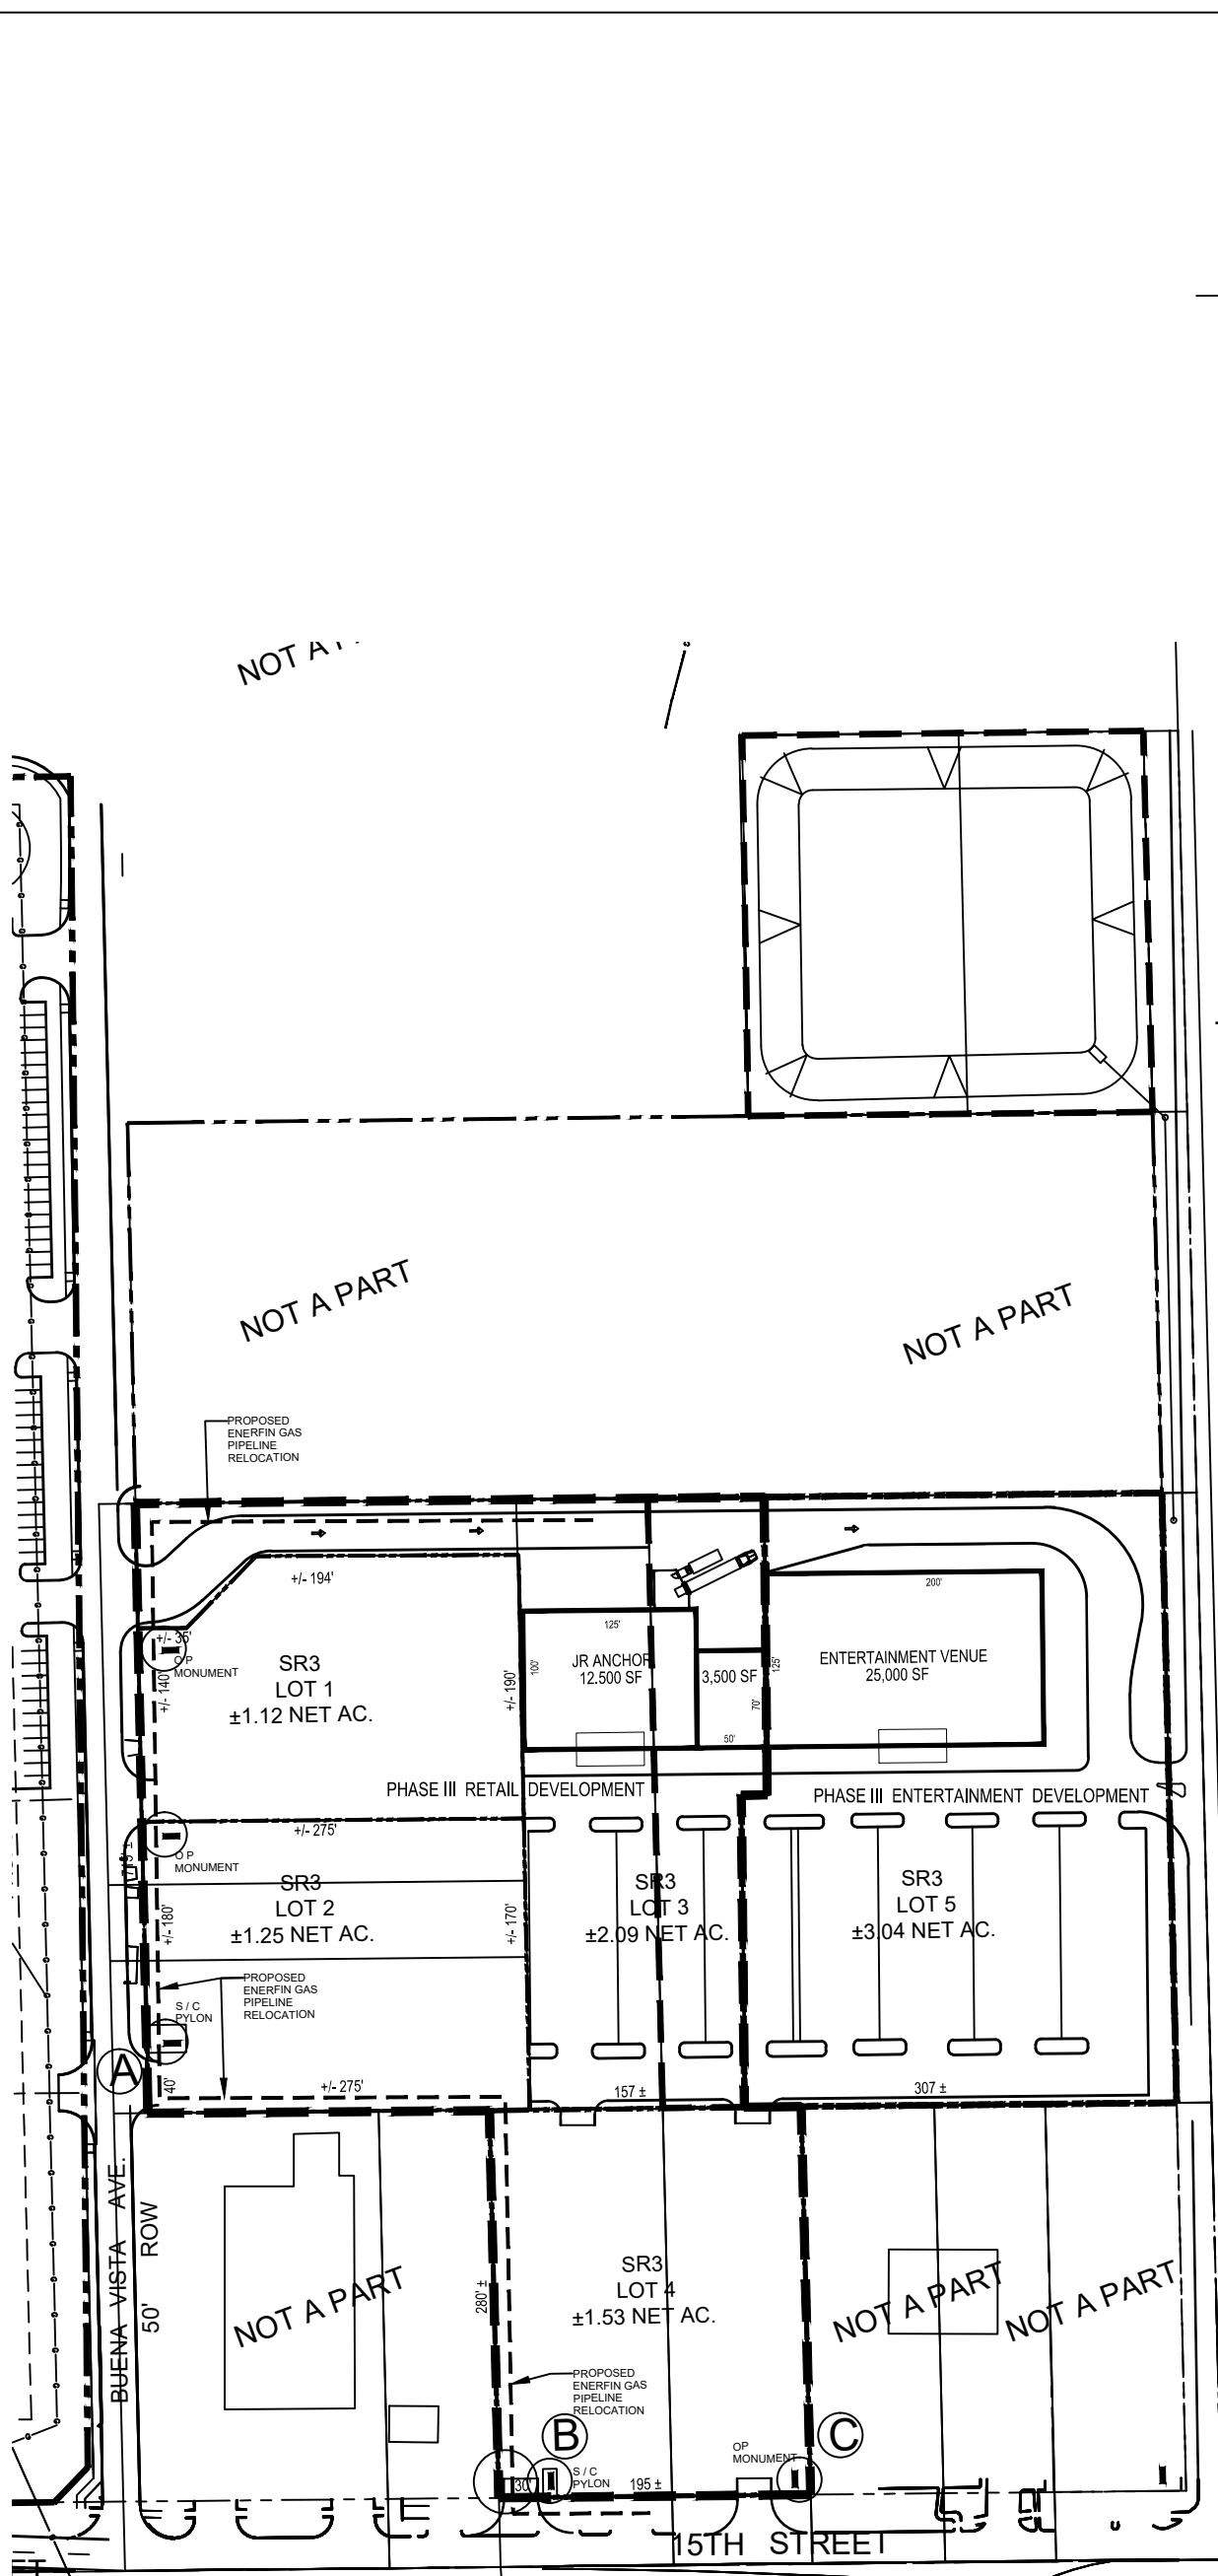 NOT A
NOT A PART
NOT A PART
PROPOSED
ENERFIN GAS
PIPELINE
RELOCATION
+/- 194'
200'
125'
+/- 35'
O P
MONUMENT
+/- 140'
SR3
LOT 1
±1.12 NET AC.
+/- 190'
100'
JR ANCHOR
12.500 SF
3,500 SF
70'
50'
125'
ENTERTAINMENT VENUE
25,000 SF
PHASE III RETAIL DEVELOPMENT
PHASE III ENTERTAINMENT DEVELOPMENT
+/- 275'
O P
MONUMENT
715' ±
+/- 180'
SR3
LOT 2
±1.25 NET AC.
+/- 170'
SR3
LOT 3
±2.09 NET AC.
SR3
LOT 5
±3.04 NET AC.
PROPOSED
ENERFIN GAS
PIPELINE
RELOCATION
S / C
PYLON
A
40'
+/- 275'
157 ±
307 ±
BUENA VISTA AVE.
50' ROW
NOT A PART
280' ±
SR3
LOT 4
±1.53 NET AC.
NOT A PART
NOT A PART
PROPOSED
ENERFIN GAS
PIPELINE
RELOCATION
B
C
OP
MONUMENT
S / C
PYLON
30'
195 ±
15TH STREET